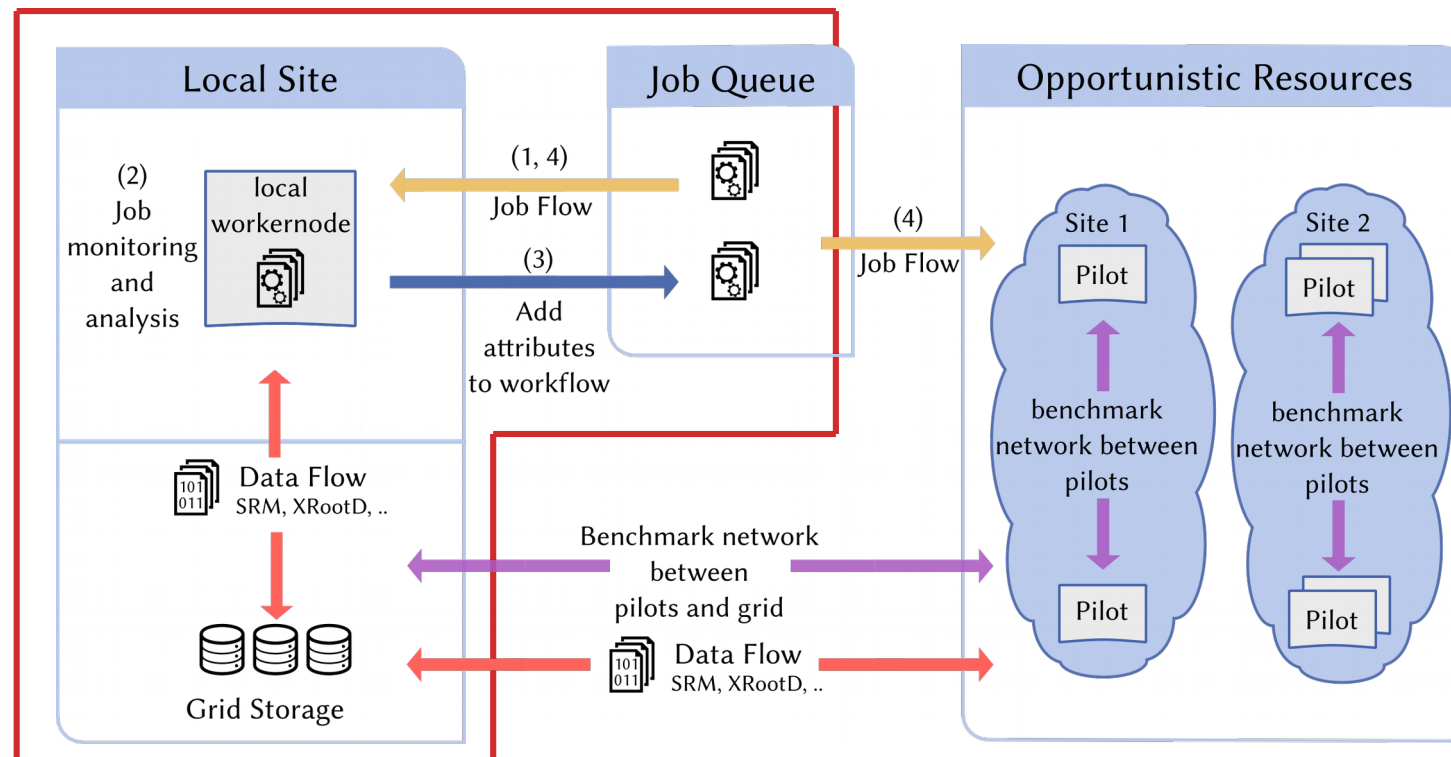 Local Site
Job Queue
Opportunistic Resources
(2)
Job
monitoring
and
analysis
local
workernode
(1, 4)
Job Flow
(3)
Add
attributes
to workflow
(4)
Job Flow
Site 1
Pilot
benchmark
network between
pilots
Pilot
Site 2
Pilot
benchmark
network between
pilots
Pilot
101
011
Data Flow
SRM, XRootD, ..
Grid Storage
Benchmark network
between
pilots and grid
101
011
Data Flow
SRM, XRootD, ..